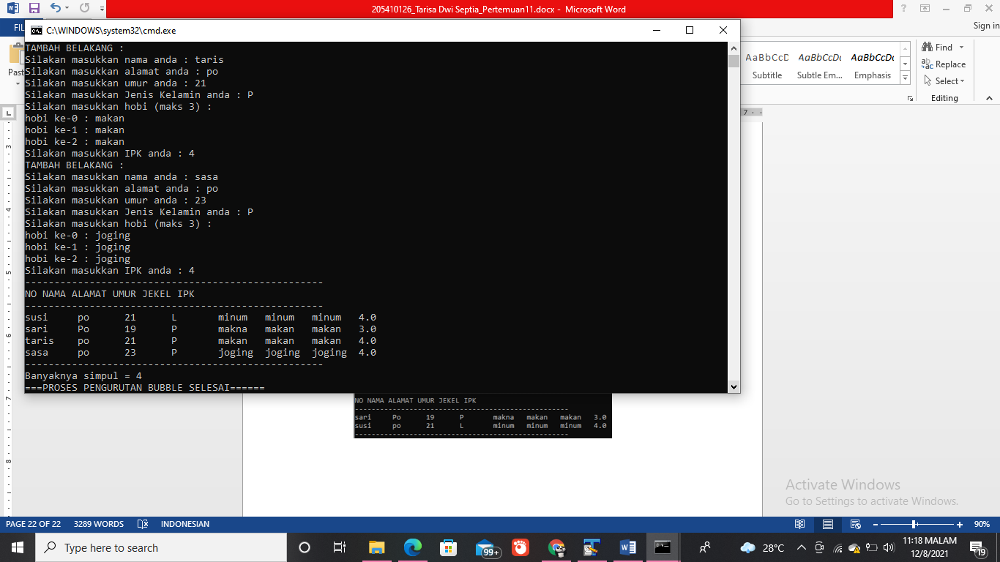 205410126_Tarisa Dwi Septia_Pertemuan11.docx - Microsoft Word
FIL
Sign in
C:\WINDOWS\system32\cmd.exe
Past
AaBbCcD
AaBbCcDı
AaBbCcDı
Subtitle
Subtle Em...
Emphasis
Find
Replace
Select
Editing
TAMBAH BELAKANG :
Silakan masukkan nama anda : taris
Silakan masukkan alamat anda : po
Silakan masukkan umur anda : 21
Silakan masukkan Jenis Kelamin anda : P
Silakan masukkan hobi (maks 3) :
hobi ke-0 : makan
hobi ke-1 : makan
hobi ke-2 : makan
Silakan masukkan IPK anda : 4
TAMBAH BELAKANG :
Silakan masukkan nama anda : sasa
Silakan masukkan alamat anda : po
Silakan masukkan umur anda : 23
Silakan masukkan Jenis Kelamin anda : P
Silakan masukkan hobi (maks 3) :
hobi ke-0 : joging
hobi ke-1 : joging
hobi ke-2 : joging
Silakan masukkan IPK anda : 4
---------------------------------------------------
NO NAMA ALAMAT UMUR JEKEL IPK
---------------------------------------------------
susi po 21 L minum minum minum 4.0
sari Po 19 P makna makan makan 3.0
taris po 21 P makan makan makan 4.0
sasa po 23 P joging joging joging 4.0
---------------------------------------------------
Banyaknya simpul = 4
===PROSES PENGURUTAN BUBBLE SELESAI======
NO NAMA ALAMAT UMUR JEKEL IPK
---------------------------------------------------
sari Po 19 P makna makan makan 3.0
susi po 21 L minum minum minum 4.0
---------------------------------------------------
7
3
4
5
6
7
8
Activate Windows
Go to Settings to activate Windows.
PAGE 22 OF 22 3289 WORDS INDONESIAN 90%
Type here to search
99+
28°C
11:18 MALAM
12/8/2021
19